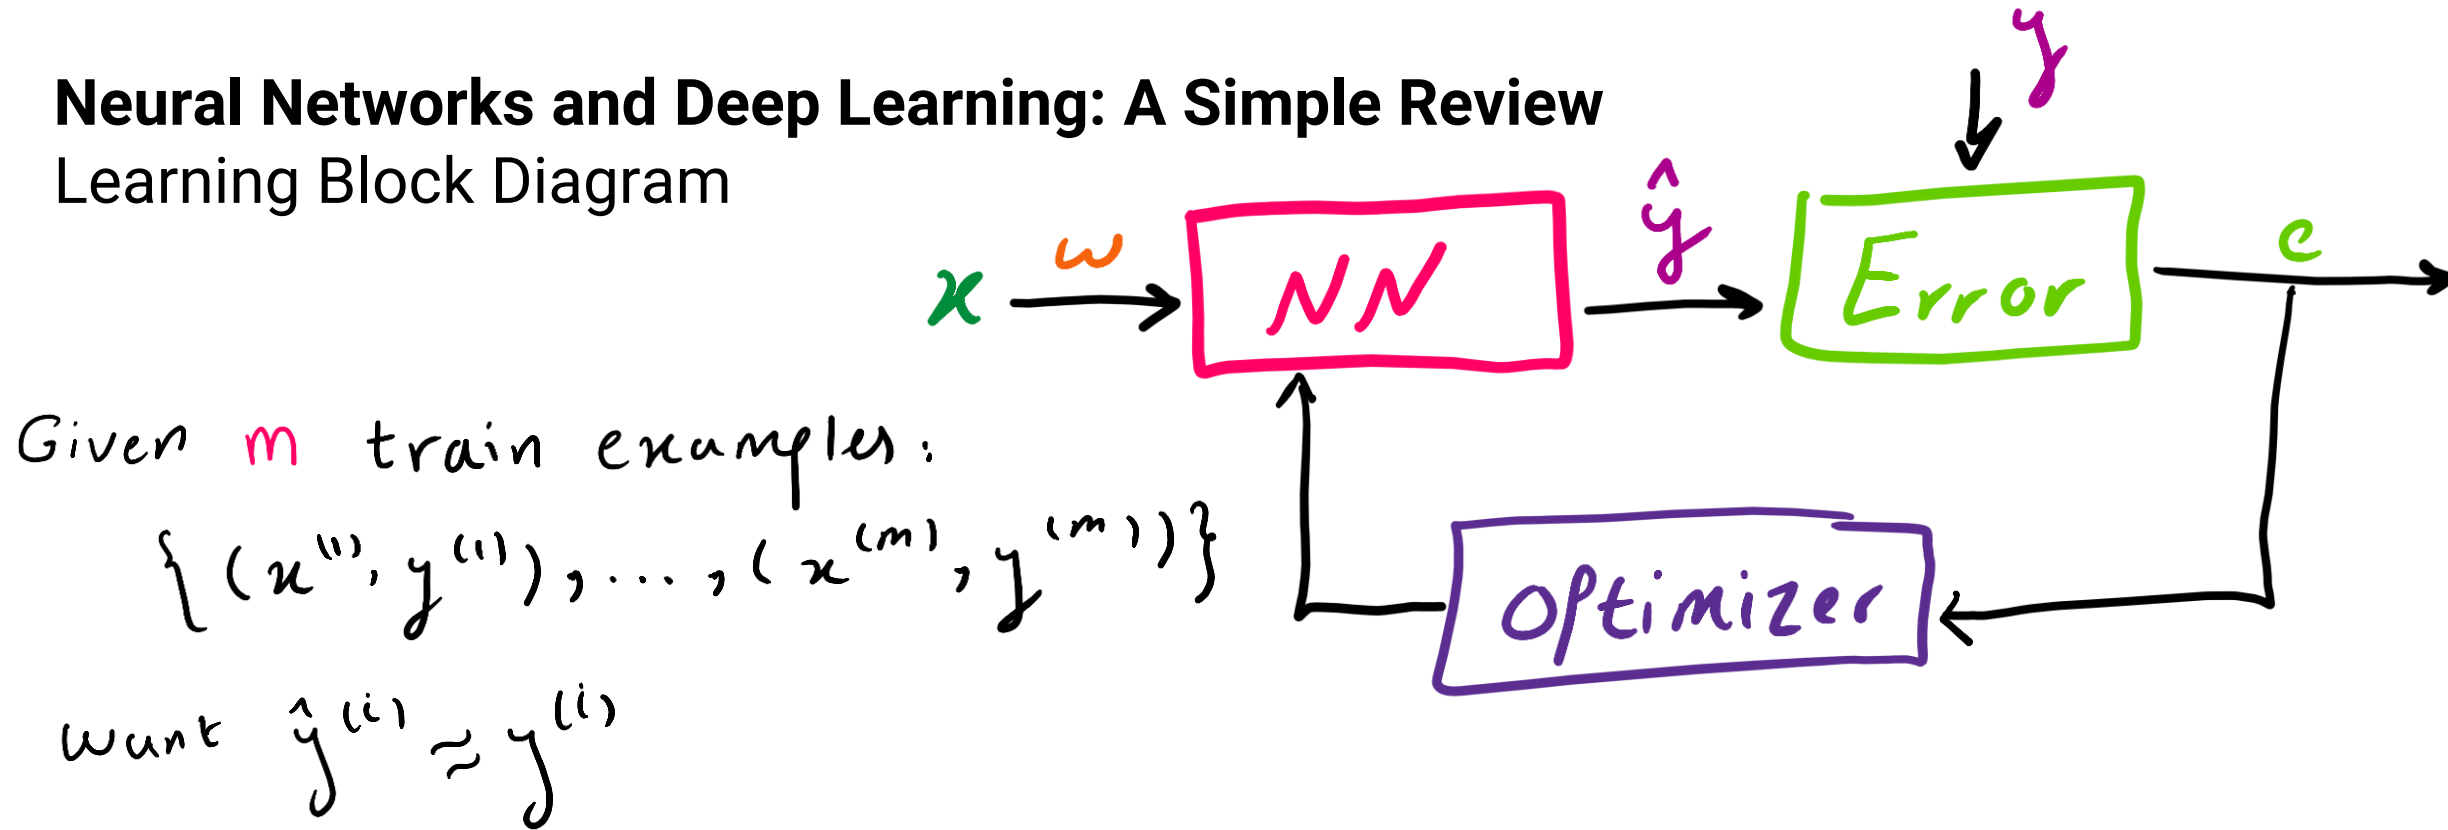 Neural Networks and Deep Learning: A Simple Review
Learning Block Diagram
y
x
ω
NN
ŷ
Error
e
Optimizer
Given m train examples:
{(x^(1), y^(1)), ..., (x^(m), y^(m))}
want ŷ^(i) ≈ y^(i)